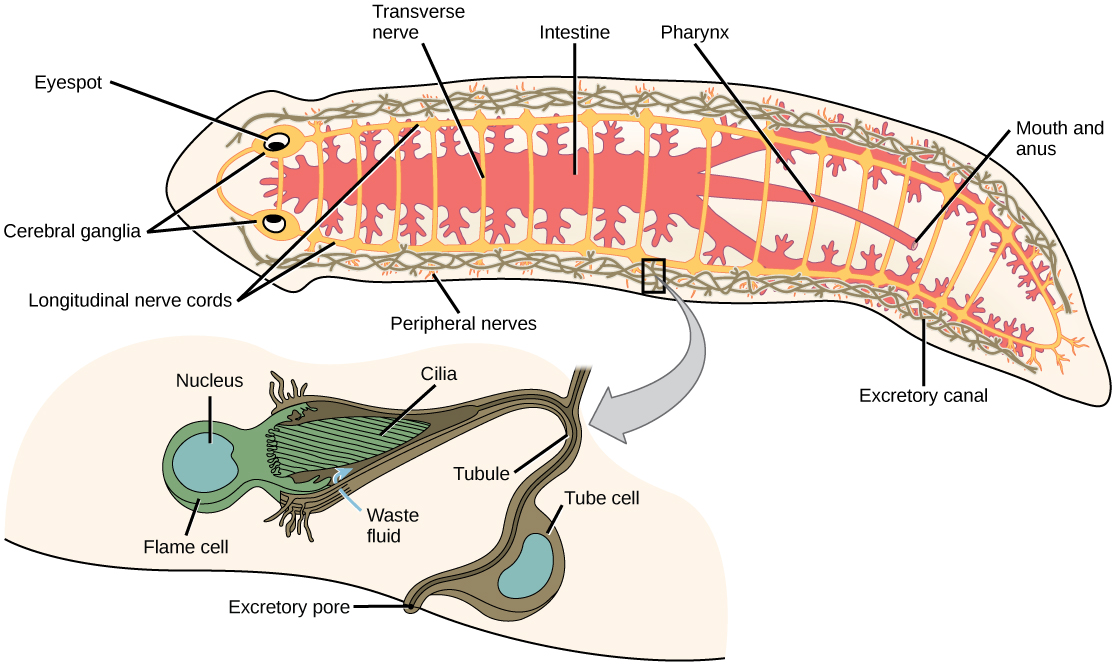 Transverse
nerve
Intestine
Pharynx
Eyespot
Mouth and
anus
Cerebral ganglia
Longitudinal nerve cords
Peripheral nerves
Excretory canal
Nucleus
Cilia
Tubule
Tube cell
Waste
fluid
Flame cell
Excretory pore